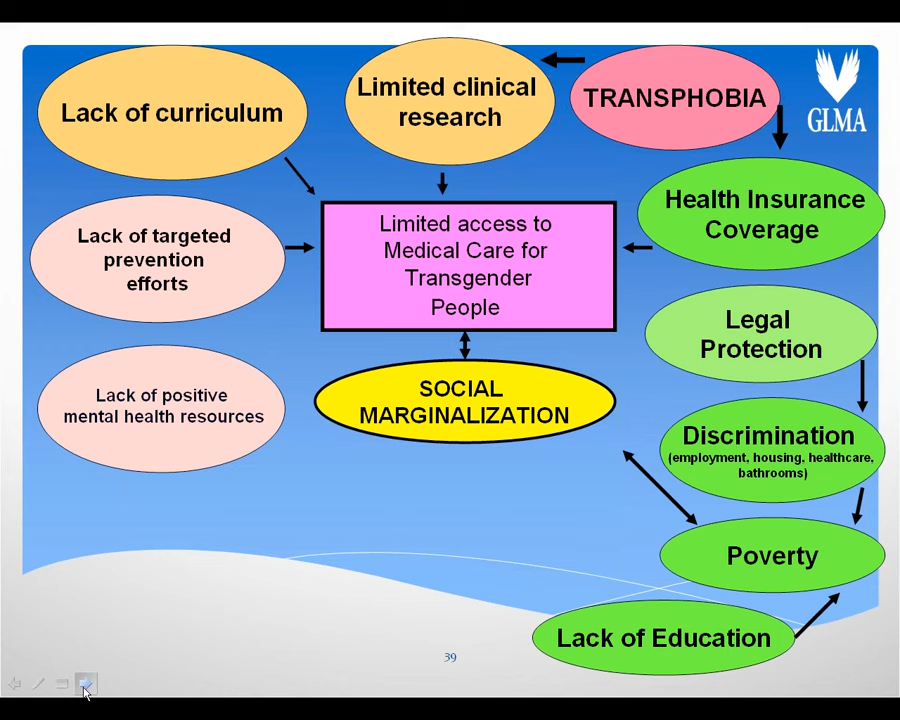 Lack of curriculum
Limited clinical
research
TRANSPHOBIA
GLMA
Health Insurance
Coverage
Lack of targeted
prevention
efforts
Limited access to
Medical Care for
Transgender
People
Legal
Protection
Lack of positive
mental health resources
SOCIAL
MARGINALIZATION
Discrimination
(employment, housing, healthcare,
bathrooms)
Poverty
Lack of Education
39